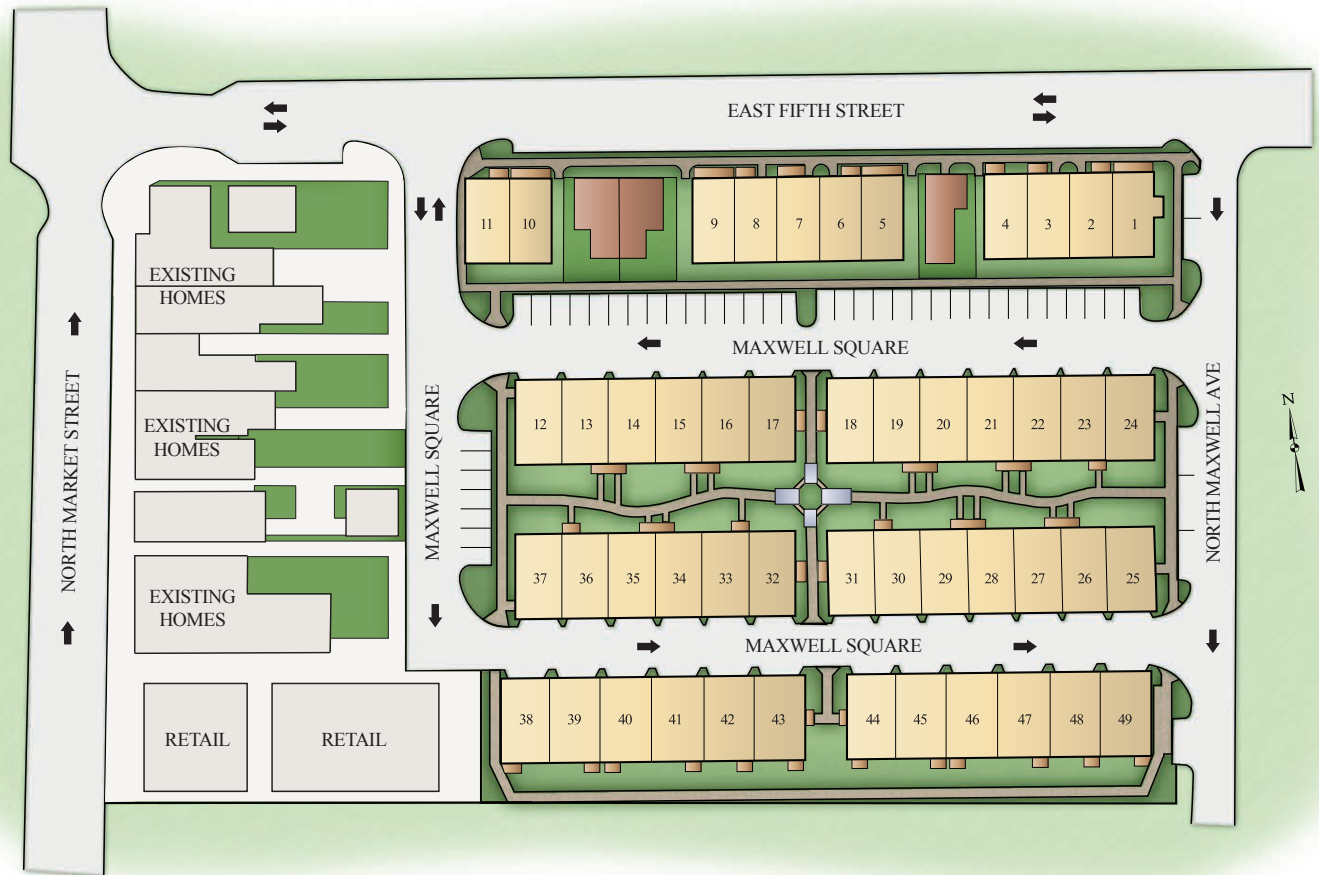 EAST FIFTH STREET
11 10 9 8 7 6 5 4 3 2 1
EXISTING
HOMES
MAXWELL SQUARE
12 13 14 15 16 17 18 19 20 21 22 23 24
EXISTING
HOMES
NORTH MARKET STREET
MAXWELL SQUARE
NORTH MAXWELL AVE
N
37 36 35 34 33 32 31 30 29 28 27 26 25
EXISTING
HOMES
MAXWELL SQUARE
38 39 40 41 42 43 44 45 46 47 48 49
RETAIL
RETAIL